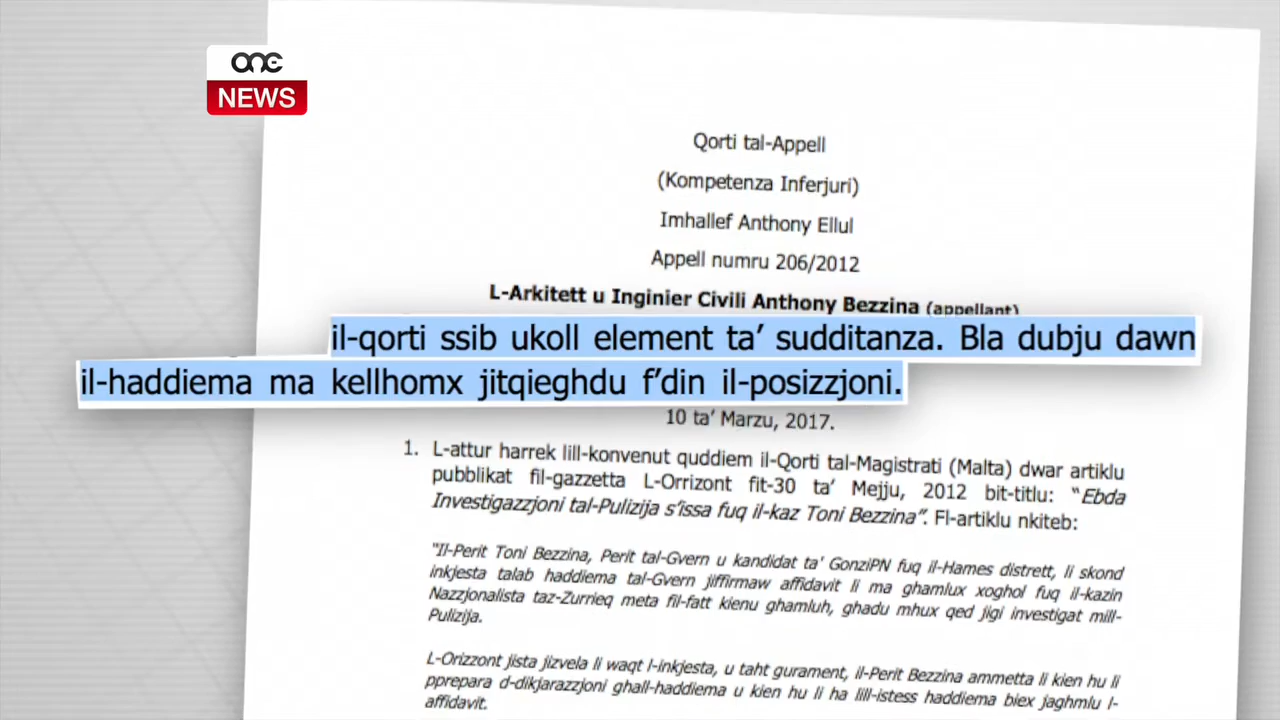 one
NEWS
Qorti tal-Appell
(Kompetenza Inferjuri)
Imhallef Anthony Ellul
Appell numru 206/2012
L-Arkitett u Inginier Civili Anthony Bezzina (appellant)
il-qorti ssib ukoll element ta’ sudditanza. Bla dubju dawn
il-haddiema ma kellhomx jitqieghdu f’din il-posizzjoni.
10 ta’ Marzu, 2017.
1. L-attur harrek lill-konvenut quddiem il-Qorti tal-Magistrati (Malta) dwar artiklu
pubblikat fil-gazzetta L-Orrizont fit-30 ta’ Mejju, 2012 bit-titlu: “Ebda
Investigazzjoni tal-Pulizija s’issa fuq il-kaz Toni Bezzina”. Fl-artiklu nkiteb:
"Il-Perit Toni Bezzina, Perit tal-Gvern u kandidat ta' GonziPN fuq il-Hames distrett, li skond
inkjesta talab haddiema tal-Gvern jiffirmaw affidavit li ma ghamlux xoghol fuq il-kazin
Nazzjonalista taz-Zurrieq meta fil-fatt kienu ghamluh, ghadu mhux qed jigi investigat mill-
Pulizija.
L-Orizzont jista jizvela li waqt l-inkjesta, u taht gurament, il-Perit Bezzina ammetta li kien hu li
pprepara d-dikjarazzjoni ghall-haddiema u kien hu li ha lill-istess haddiema biex jaghmlu l-
affidavit.